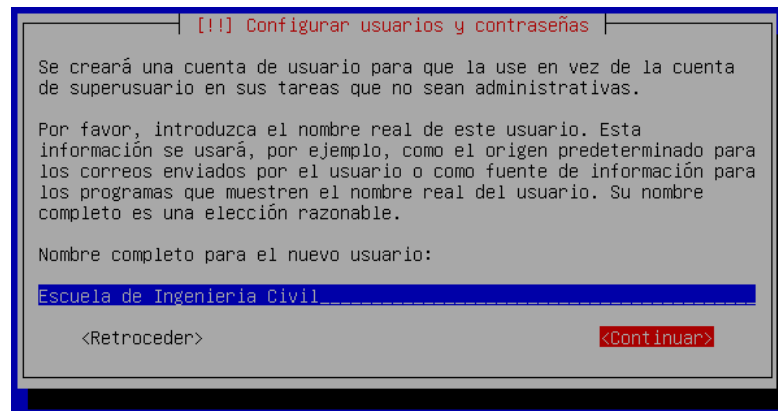 [!!] Configurar usuarios y contraseñas
Se creará una cuenta de usuario para que la use en vez de la cuenta
de superusuario en sus tareas que no sean administrativas.
Por favor, introduzca el nombre real de este usuario. Esta
información se usará, por ejemplo, como el origen predeterminado para
los correos enviados por el usuario o como fuente de información para
los programas que muestren el nombre real del usuario. Su nombre
completo es una elección razonable.
Nombre completo para el nuevo usuario:
Escuela de Ingenieria Civil__________________________________________
<Retroceder> <Continuar>